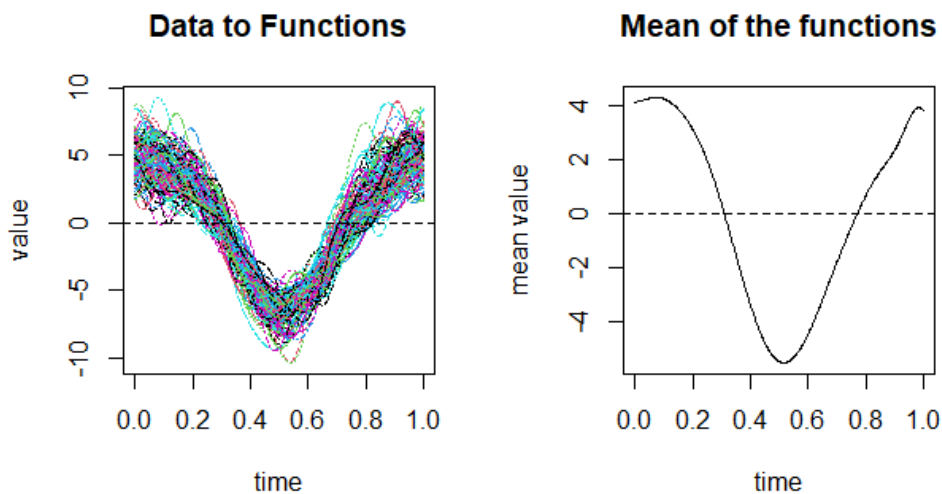 Data to Functions
value
10
5
0
-5
-10
0.0 0.2 0.4 0.6 0.8 1.0
time
Mean of the functions
mean value
4
2
0
-2
-4
0.0 0.2 0.4 0.6 0.8 1.0
time